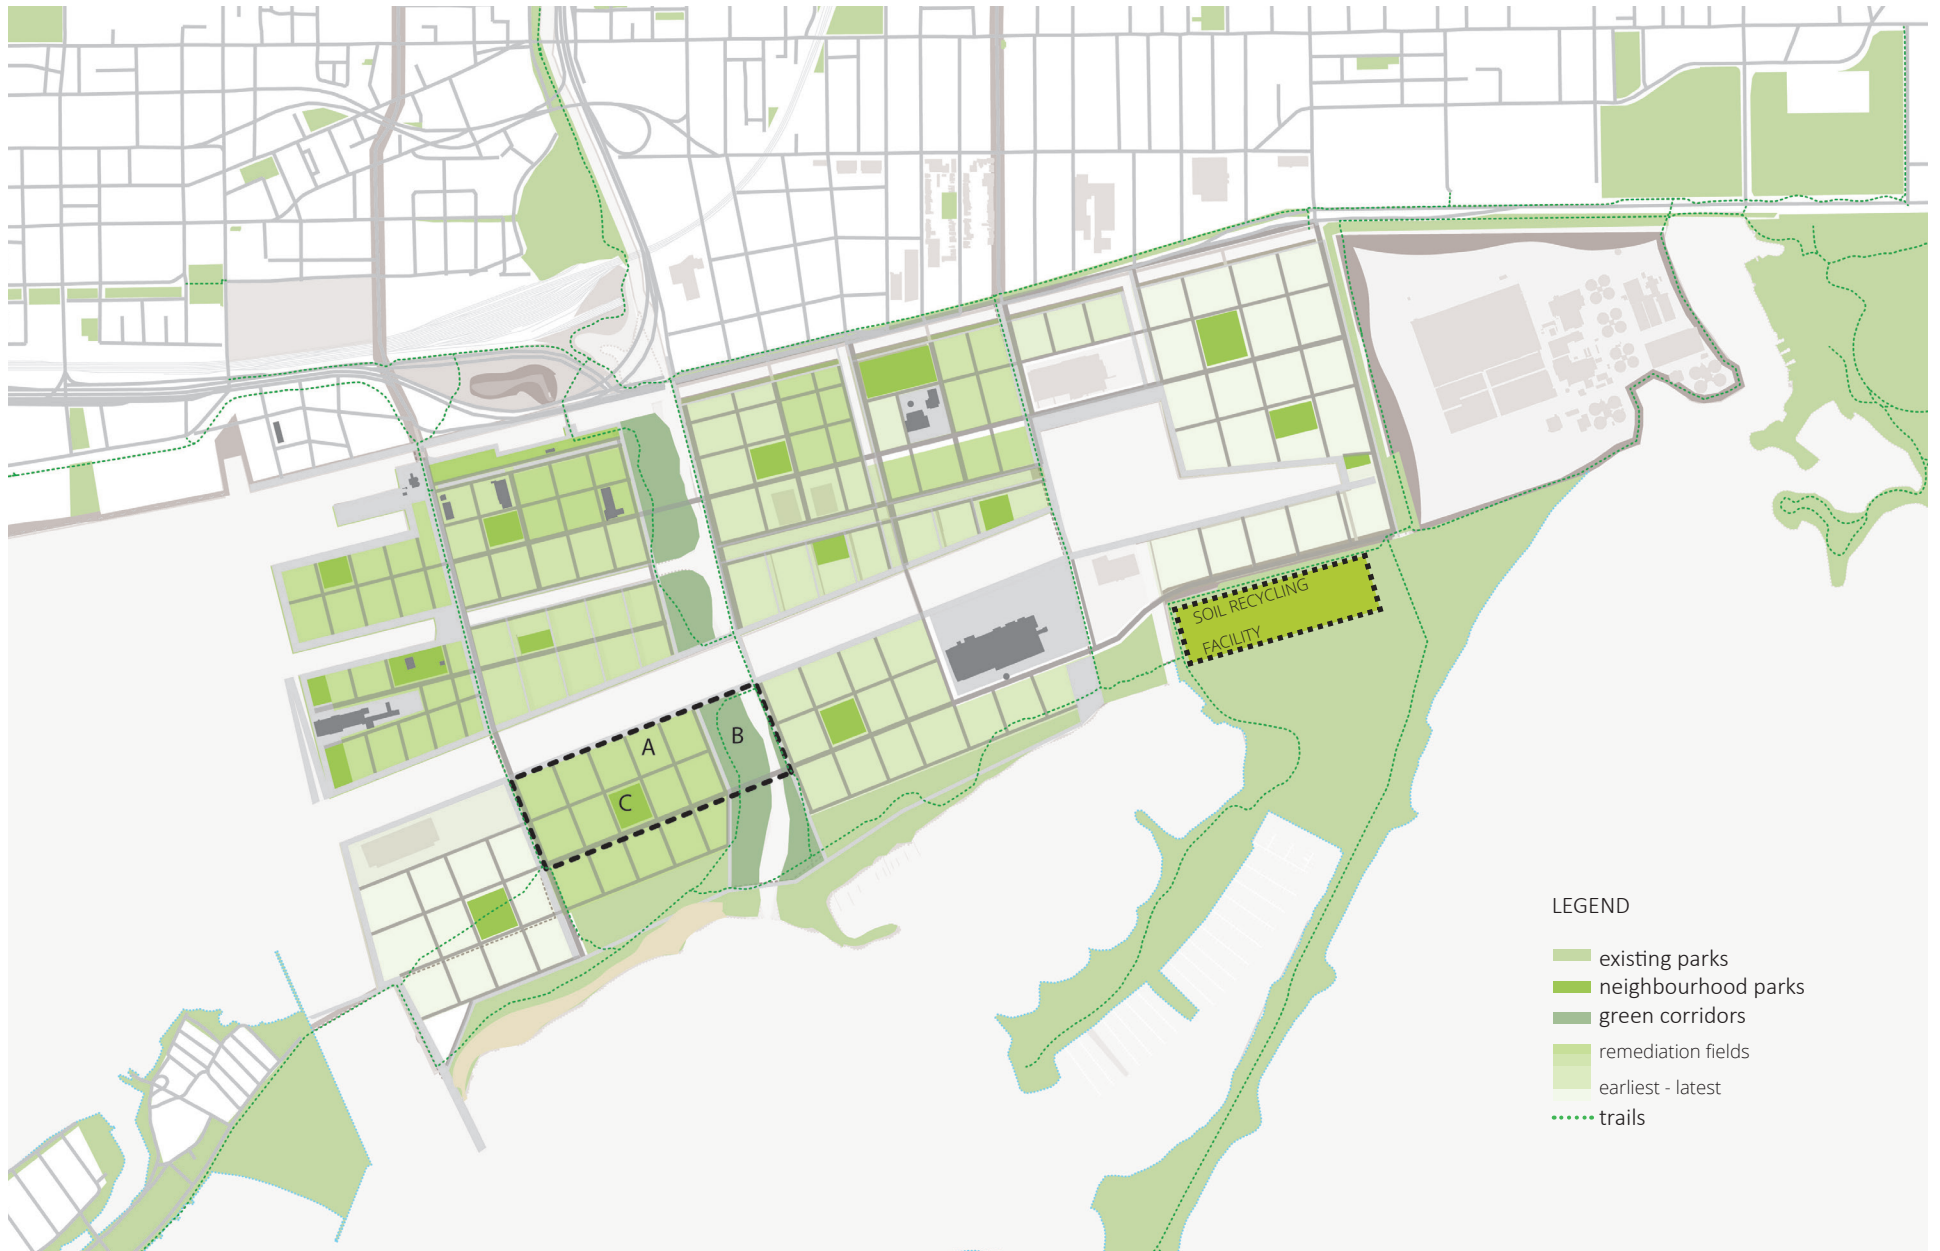 SOIL RECYCLING
FACILITY
A
B
C
LEGEND
existing parks
neighbourhood parks
green corridors
remediation fields
earliest - latest
trails